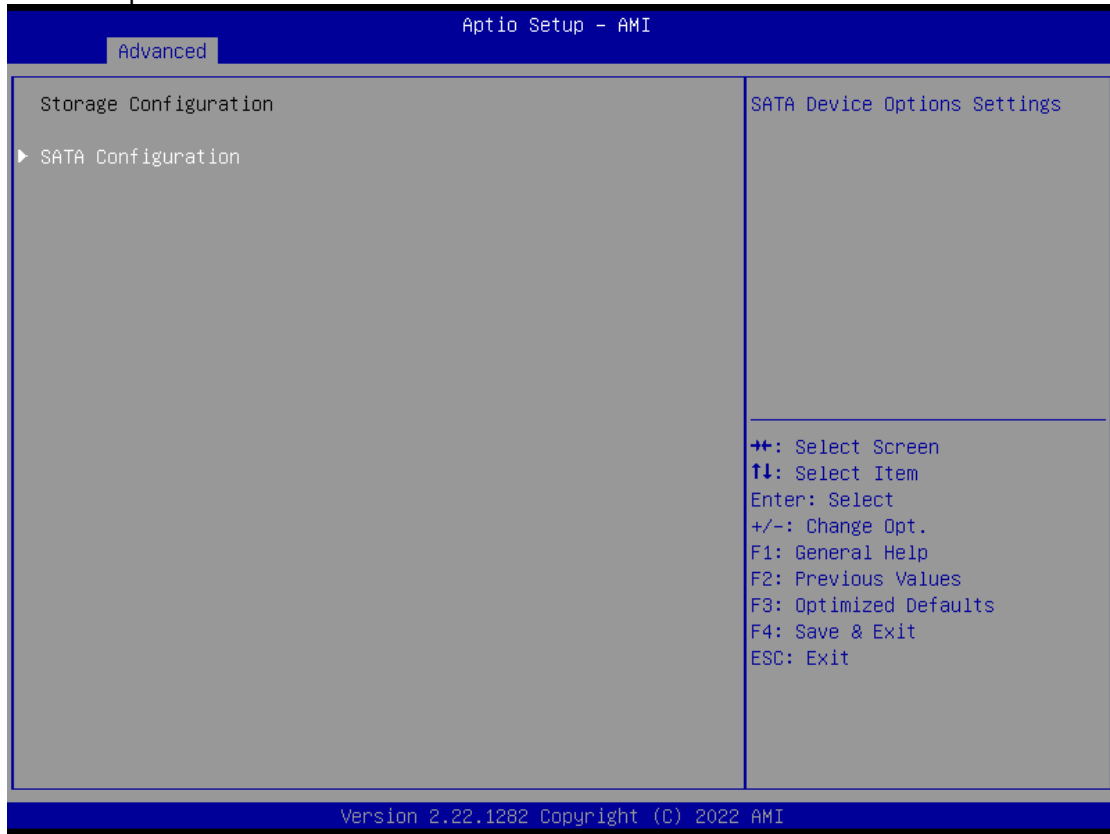 Aptio Setup - AMI
Advanced
Storage Configuration
SATA Configuration
SATA Device Options Settings
→←: Select Screen
↑↓: Select Item
Enter: Select
+/-: Change Opt.
F1: General Help
F2: Previous Values
F3: Optimized Defaults
F4: Save & Exit
ESC: Exit
Version 2.22.1282 Copyright (C) 2022 AMI